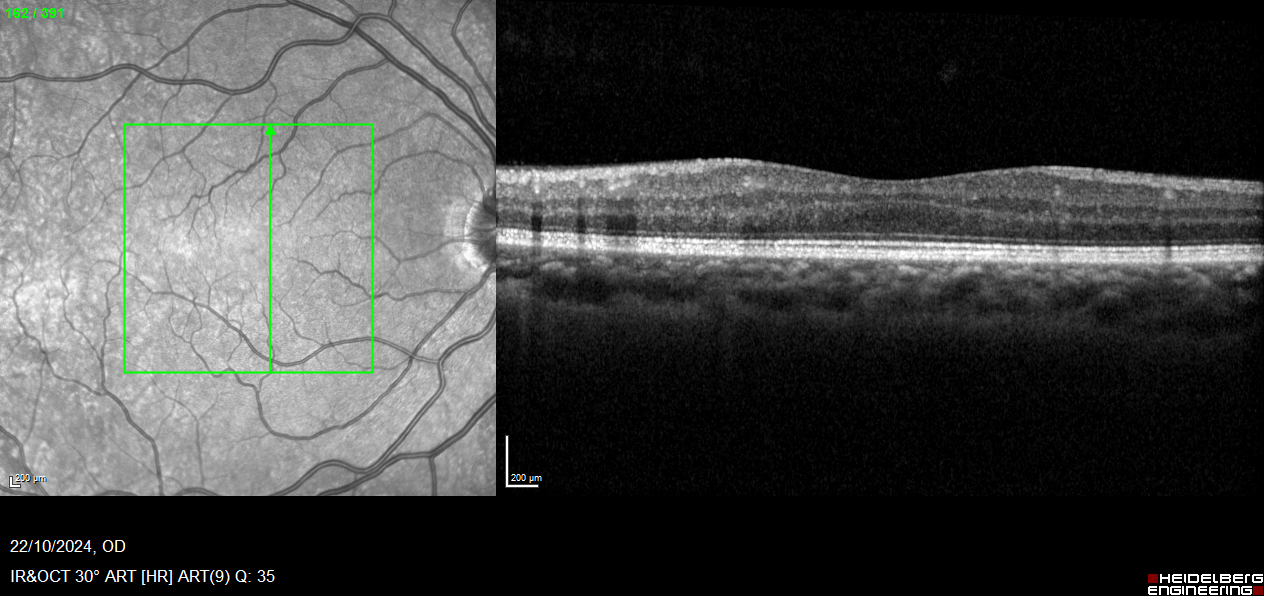 162 / 391
200 µm
200 µm
22/10/2024, OD
IR&OCT 30° ART [HR] ART(9) Q: 35
HEIDELBERG
ENGINEERING